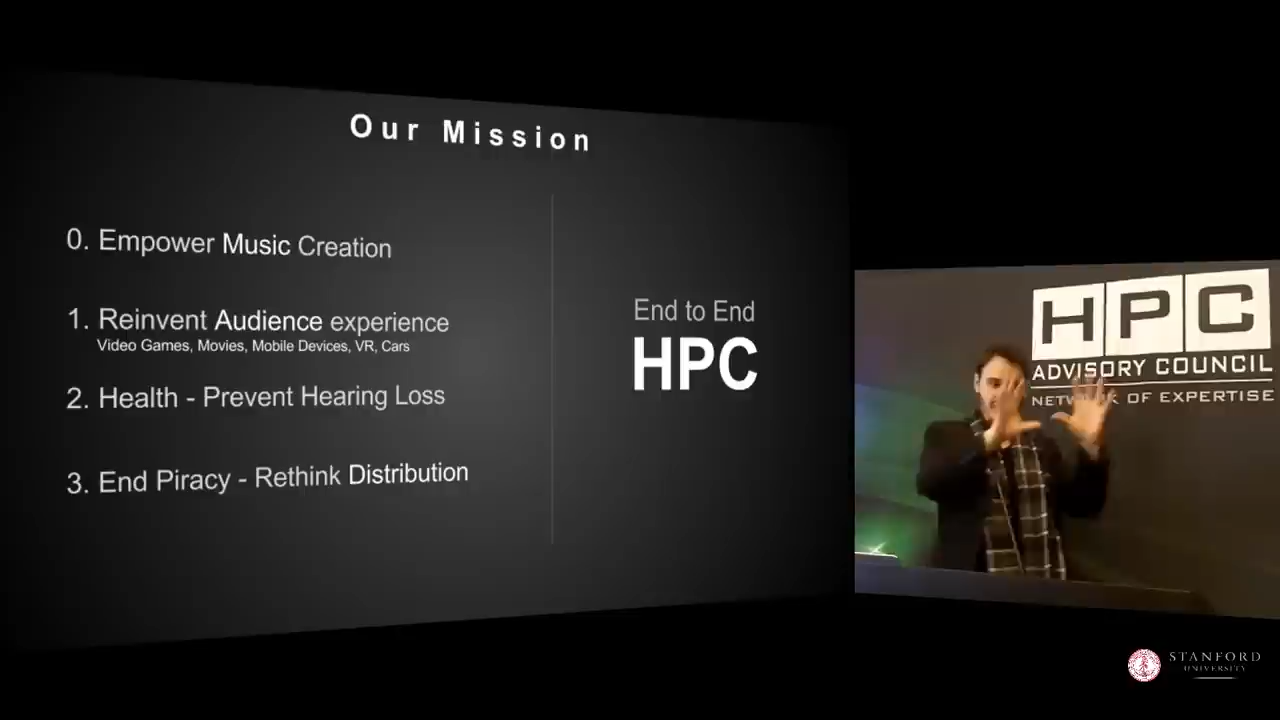 Our Mission
0. Empower Music Creation
1. Reinvent Audience experience
Video Games, Movies, Mobile Devices, VR, Cars
2. Health - Prevent Hearing Loss
3. End Piracy - Rethink Distribution
End to End
HPC
HPC
ADVISORY COUNCIL
OF EXPERTISE
STANFORD
UNIVERSITY